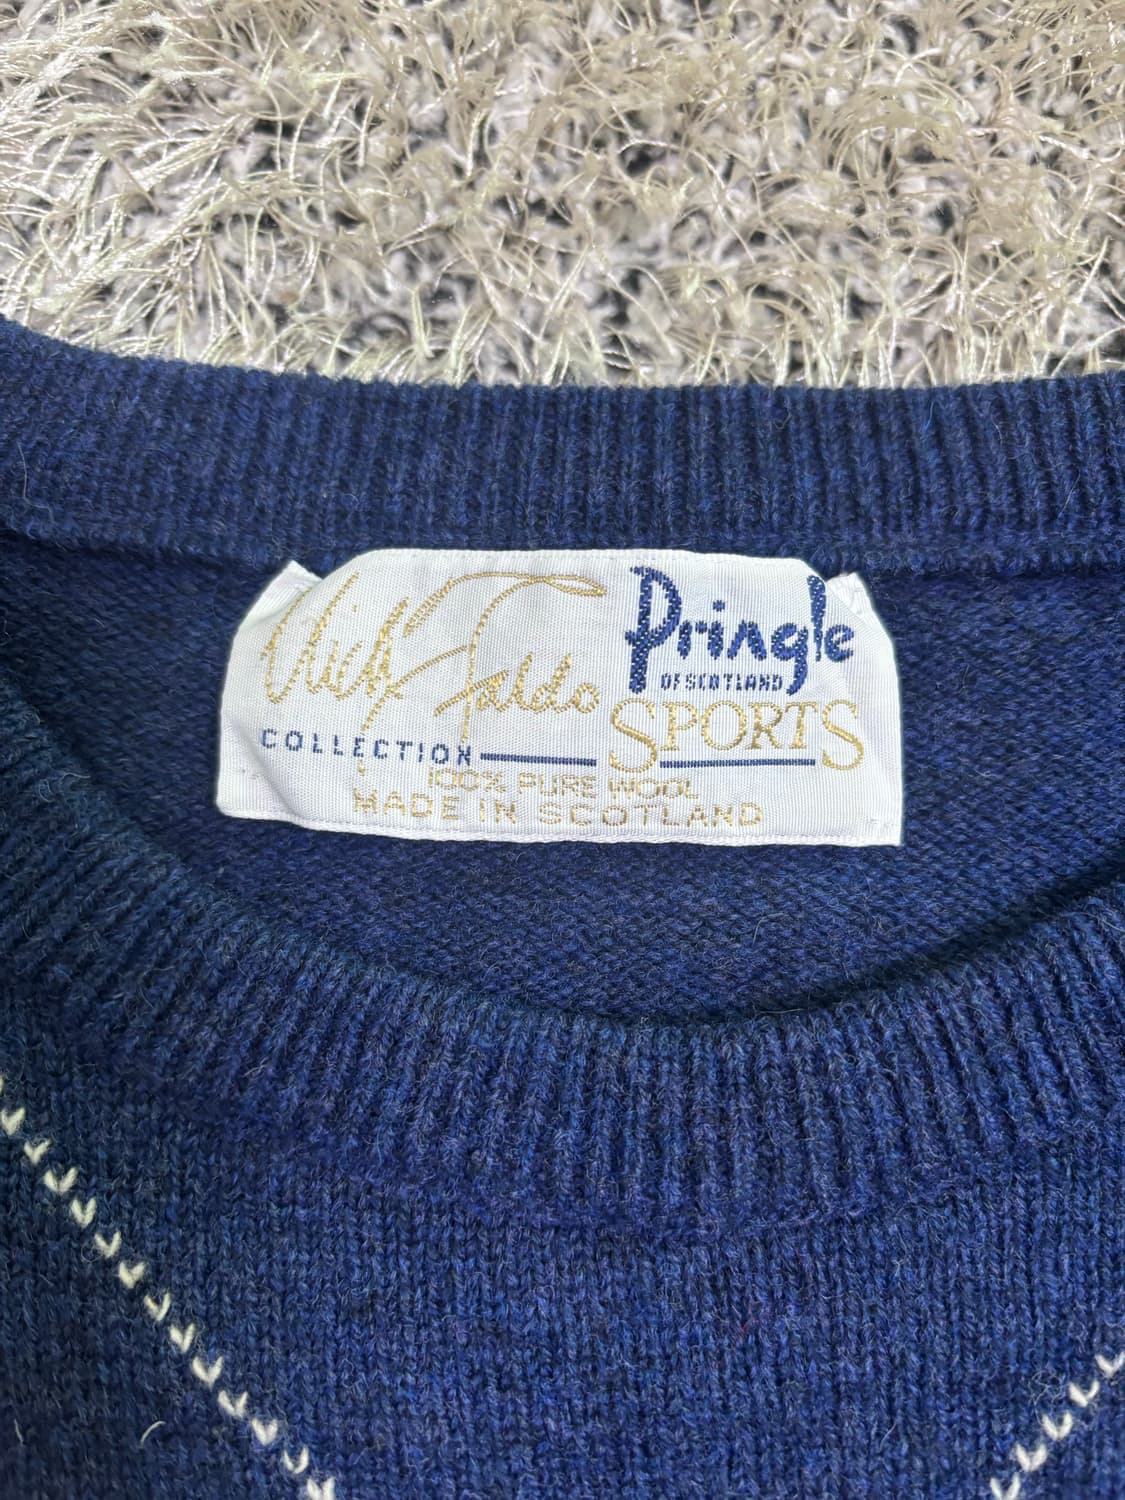 Nick Faldo
COLLECTION
Pringle
OF SCOTLAND
SPORTS
100% PURE WOOL
MADE IN SCOTLAND